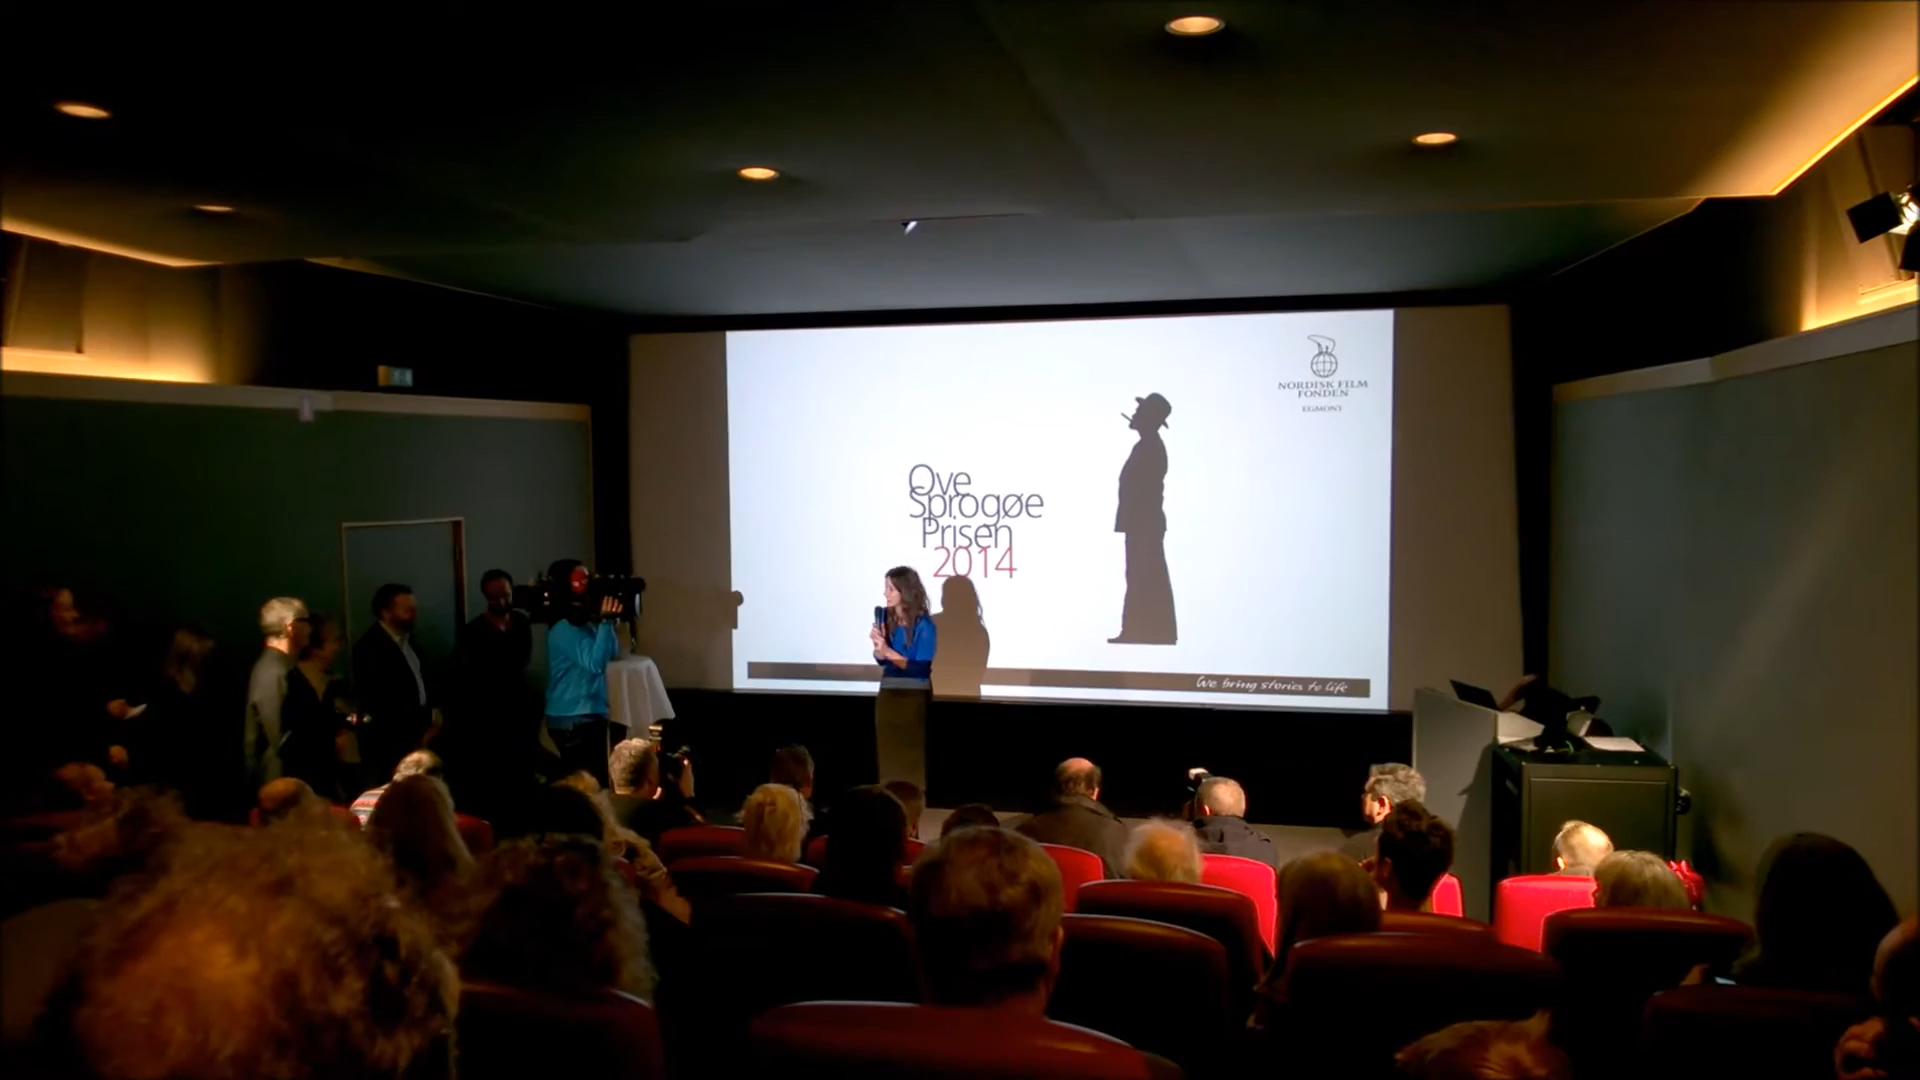 NORDISK FILM
FONDEN
EGMONT
Ove
Sprogøe
Prisen
2014
We bring stories to life